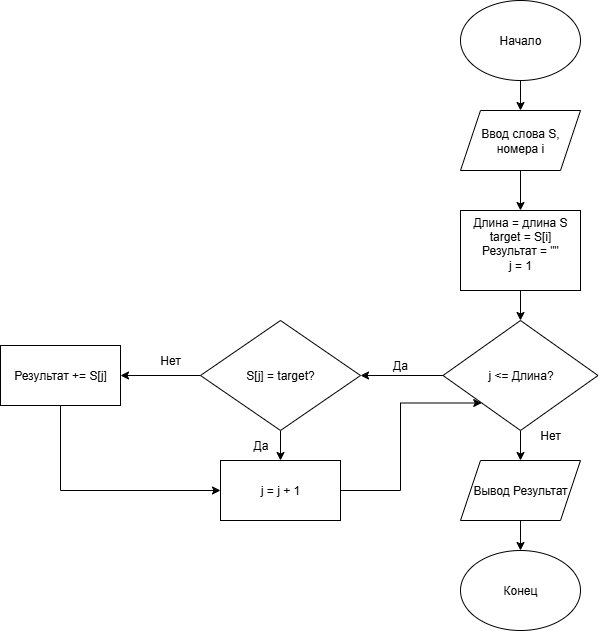 Начало
Ввод слова S,
номера i
Длина = длина S
target = S[i]
Результат = ""
j = 1
j <= Длина?
Да
S[j] = target?
Нет
Результат += S[j]
Да
j = j + 1
Нет
Вывод Результат
Конец